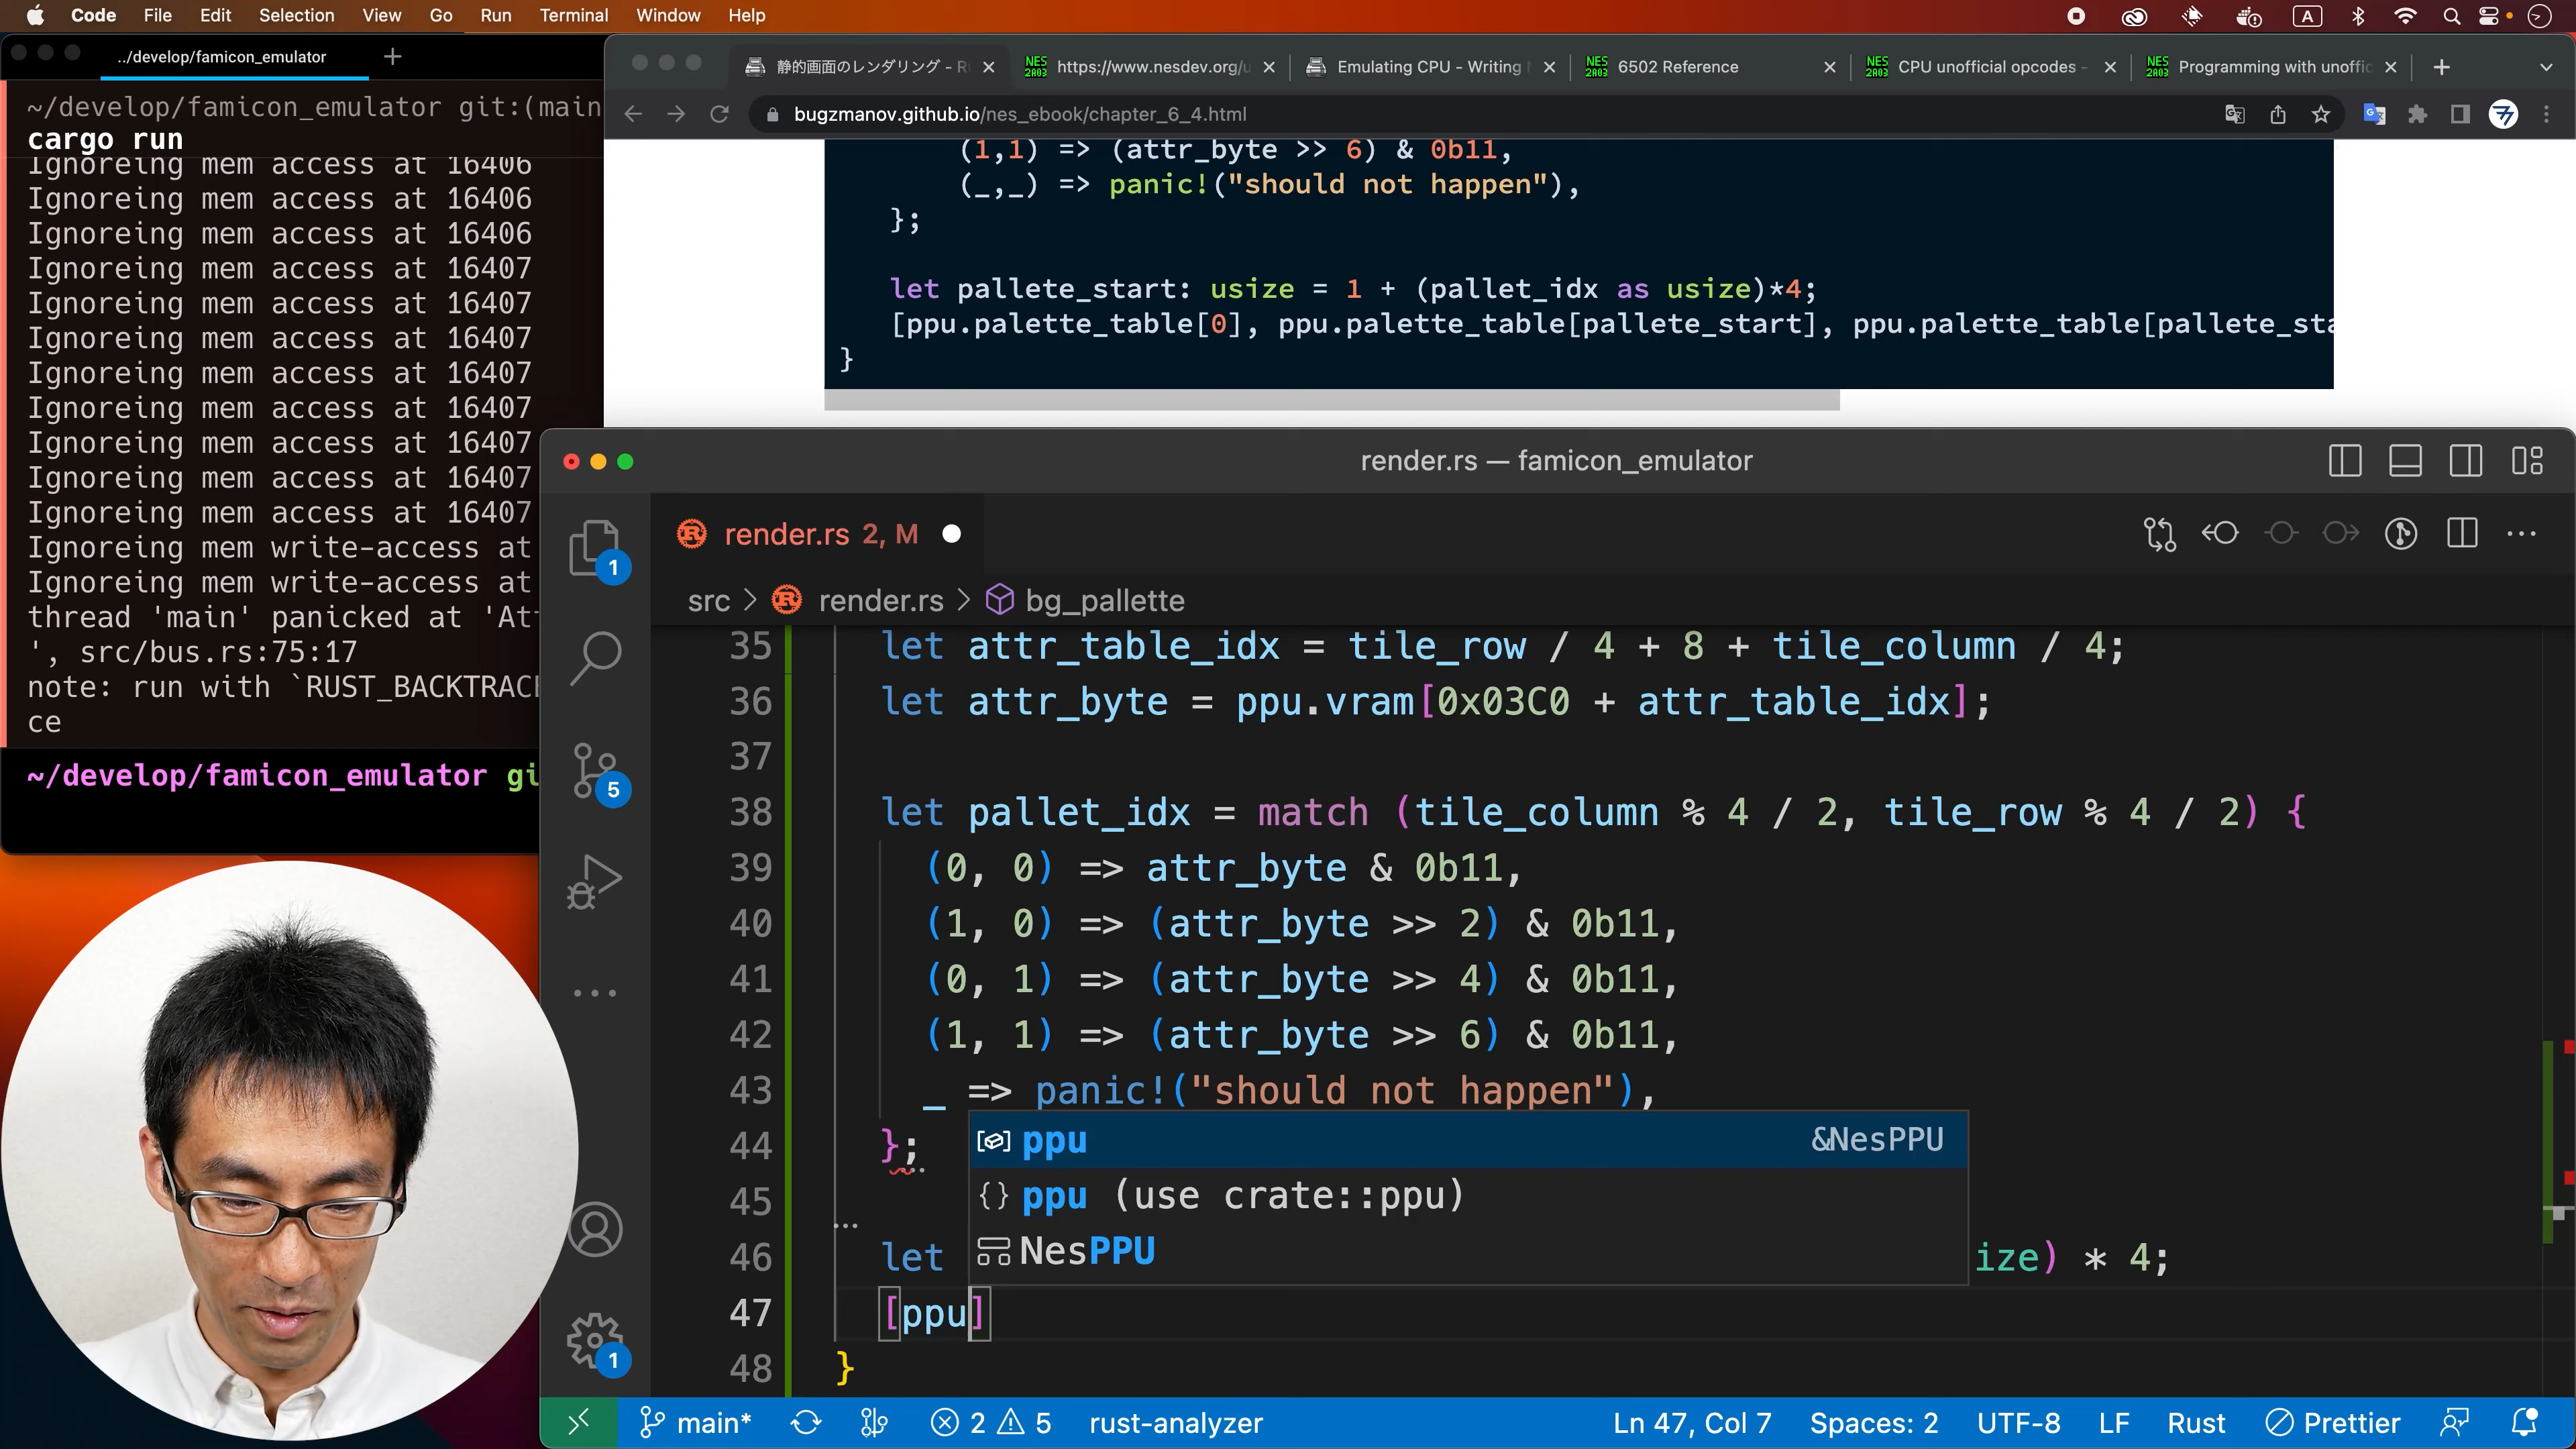 Code File Edit Selection View Go Run Terminal Window Help
A
../develop/famicon_emulator
~/develop/famicon_emulator git:(main
cargo run
Ignoreing mem access at 16406
Ignoreing mem access at 16406
Ignoreing mem access at 16406
Ignoreing mem access at 16407
Ignoreing mem access at 16407
Ignoreing mem access at 16407
Ignoreing mem access at 16407
Ignoreing mem access at 16407
Ignoreing mem access at 16407
Ignoreing mem access at 16407
Ignoreing mem access at 16407
Ignoreing mem write-access at
Ignoreing mem write-access at
thread 'main' panicked at 'At
', src/bus.rs:75:17
note: run with `RUST_BACKTRAC
ce
~/develop/famicon_emulator gi
静的画面のレンダリング - R
NES 2A03 https://www.nesdev.org/u
Emulating CPU - Writing
NES 2A03 6502 Reference
NES 2A03 CPU unofficial opcodes -
NES 2A03 Programming with unoffic
bugzmanov.github.io/nes_ebook/chapter_6_4.html
(1,1) => (attr_byte >> 6) & 0b11,
(_,_) => panic!("should not happen"),
};
let pallete_start: usize = 1 + (pallet_idx as usize)*4;
[ppu.palette_table[0], ppu.palette_table[pallete_start], ppu.palette_table[pallete_sta
}
render.rs — famicon_emulator
render.rs 2, M
src > render.rs > bg_pallette
1
5
1
35 let attr_table_idx = tile_row / 4 + 8 + tile_column / 4;
36 let attr_byte = ppu.vram[0x03C0 + attr_table_idx];
37
38 let pallet_idx = match (tile_column % 4 / 2, tile_row % 4 / 2) {
39 (0, 0) => attr_byte & 0b11,
40 (1, 0) => (attr_byte >> 2) & 0b11,
41 (0, 1) => (attr_byte >> 4) & 0b11,
42 (1, 1) => (attr_byte >> 6) & 0b11,
43 _ => panic!("should not happen"),
44 };
45
46 let ize) * 4;
47 [ppu]
48 }
ppu &NesPPU
ppu (use crate::ppu)
NesPPU
main* 2 5 rust-analyzer Ln 47, Col 7 Spaces: 2 UTF-8 LF Rust Prettier